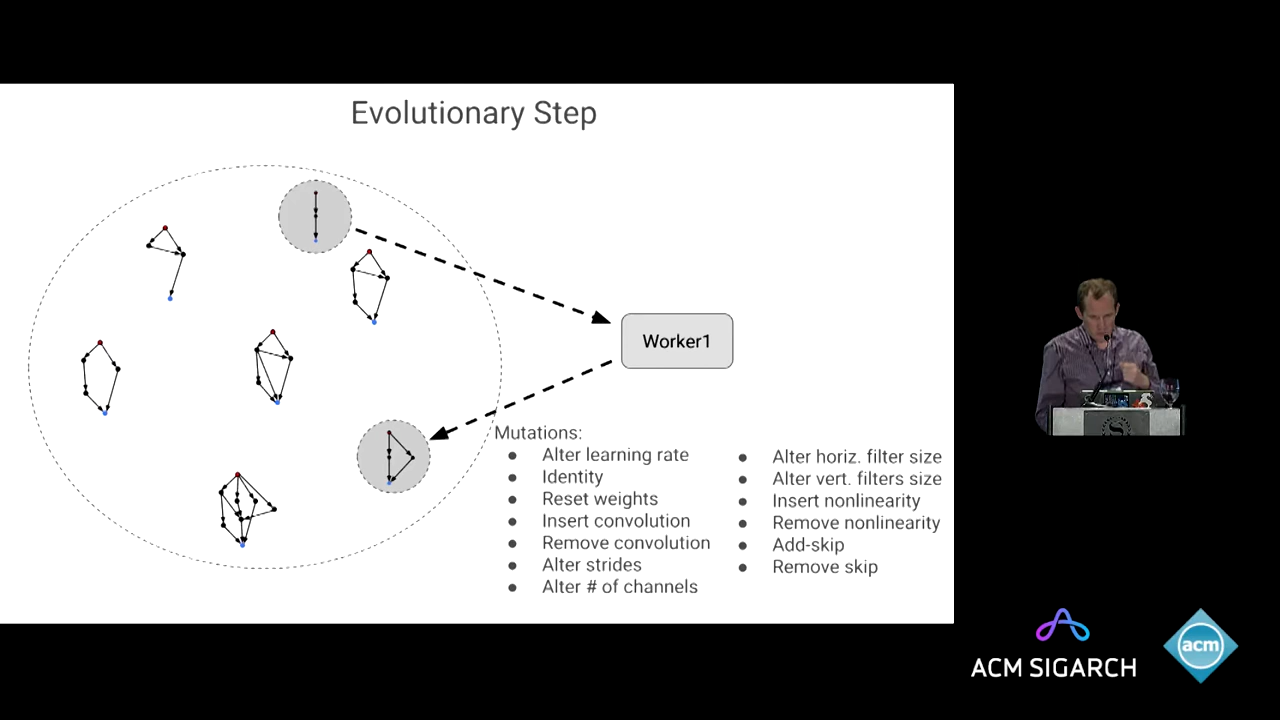 Evolutionary Step
Worker1
Mutations:
● Alter learning rate
● Identity
● Reset weights
● Insert convolution
● Remove convolution
● Alter strides
● Alter # of channels
● Alter horiz. filter size
● Alter vert. filters size
● Insert nonlinearity
● Remove nonlinearity
● Add-skip
● Remove skip
ACM SIGARCH
acm